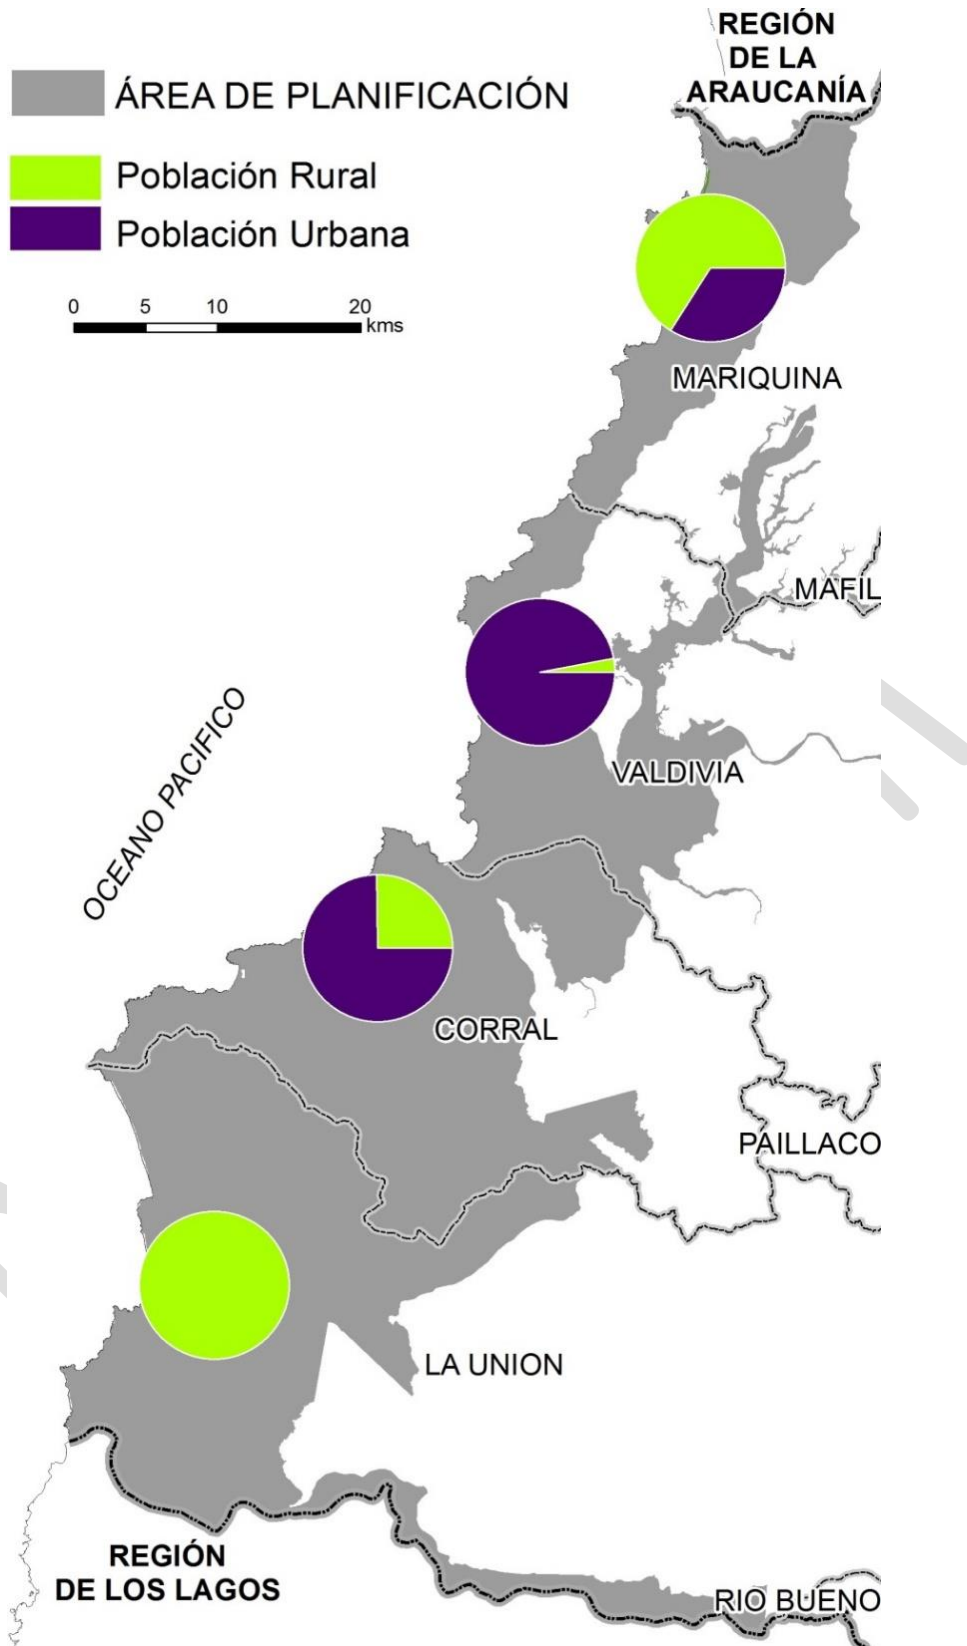 REGIÓN
DE LA
ARAUCANÍA
ÁREA DE PLANIFICACIÓN
Población Rural
Población Urbana
0 5 10 20
kms
MARIQUINA
MAFIL
OCEANO PACIFICO
VALDIVIA
CORRAL
PAILLACO
LA UNION
REGIÓN
DE LOS LAGOS
RIO BUENO